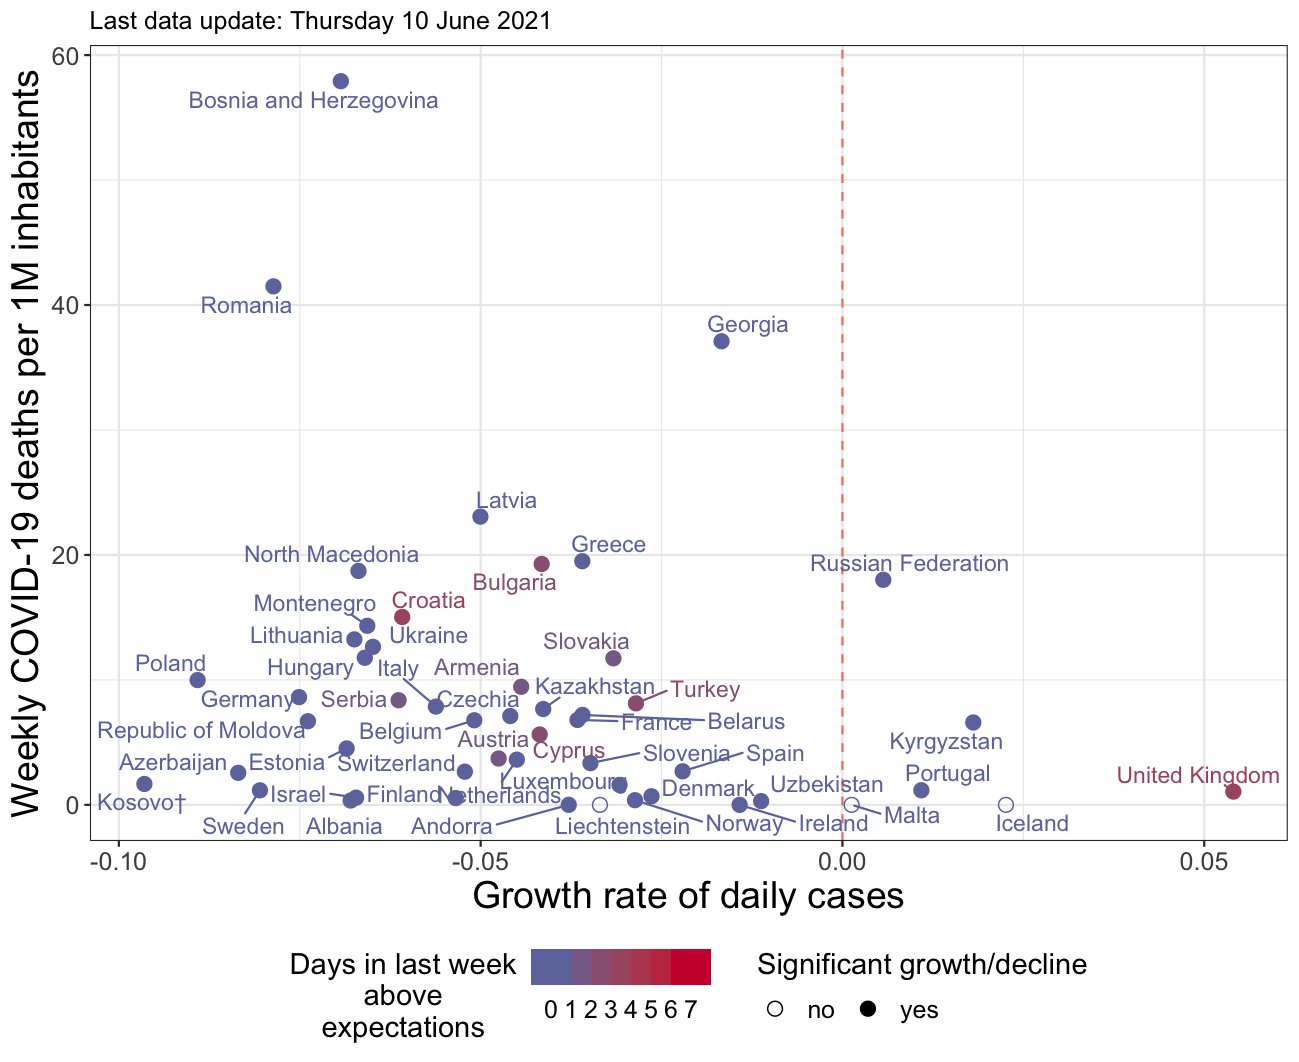 Last data update: Thursday 10 June 2021
60
Bosnia and Herzegovina
Romania
40
Georgia
Latvia
Greece
North Macedonia
20
Russian Federation
Bulgaria
Croatia
Montenegro
Lithuania
Ukraine
Slovakia
Poland
Hungary
Italy
Armenia
Kazakhstan
Turkey
Germany
Serbia
Czechia
Republic of Moldova
Belgium
France
Belarus
Austria
Cyprus
Kyrgyzstan
Azerbaijan
Estonia
Switzerland
Slovenia
Spain
Portugal
United Kingdom
Luxembourg
Denmark
Uzbekistan
Kosovo†
0
Israel
Finland
Netherlands
Sweden
Albania
Andorra
Liechtenstein
Norway
Ireland
Malta
Iceland
-0.10
-0.05
0.00
0.05
Weekly COVID-19 deaths per 1M inhabitants
Growth rate of daily cases
Days in last week
above
expectations
0 1 2 3 4 5 6 7
Significant growth/decline
no
yes